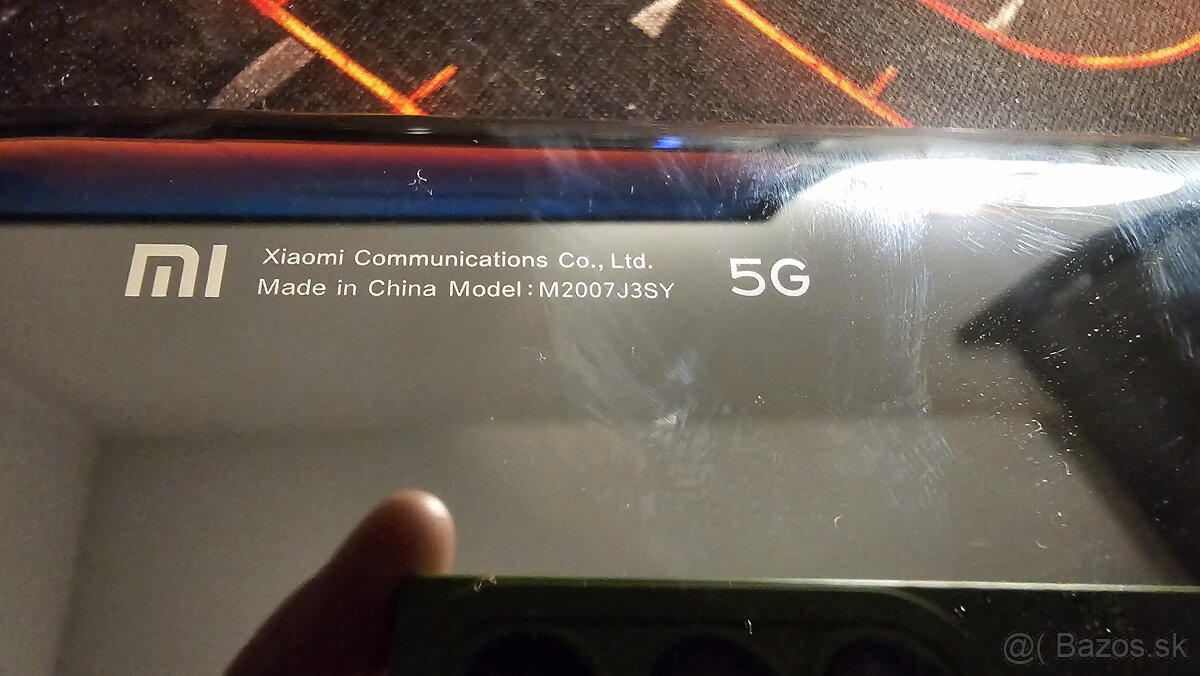 MI Xiaomi Communications Co., Ltd. 5G
Made in China Model:M2007J3SY
@( Bazos.sk